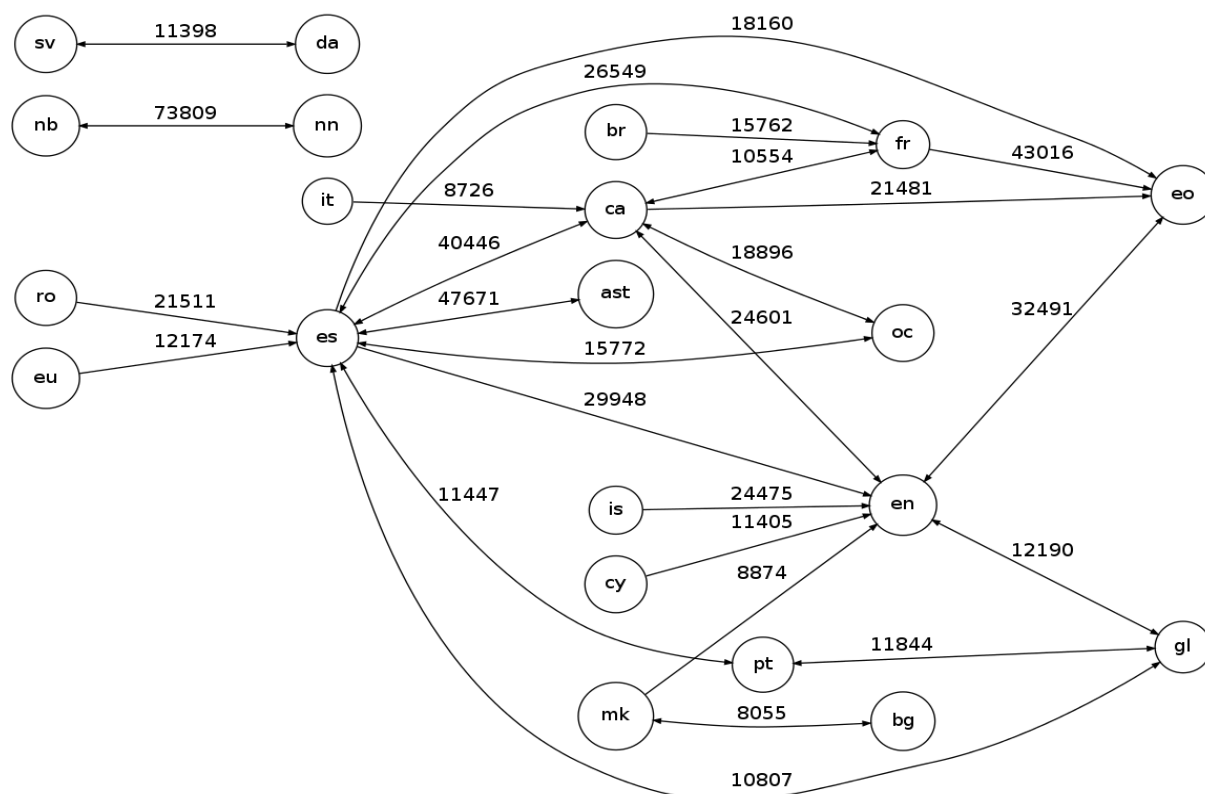 18160
sv 11398 da
26549
nb 73809 nn
br 15762 fr
43016
10554
it 8726 ca 21481 eo
40446
18896
ro 21511 47671 ast
es 12174 24601 oc 32491
15772
eu
29948
11447 is 24475 en
11405
cy 8874 12190
pt 11844 gl
mk 8055 bg
10807